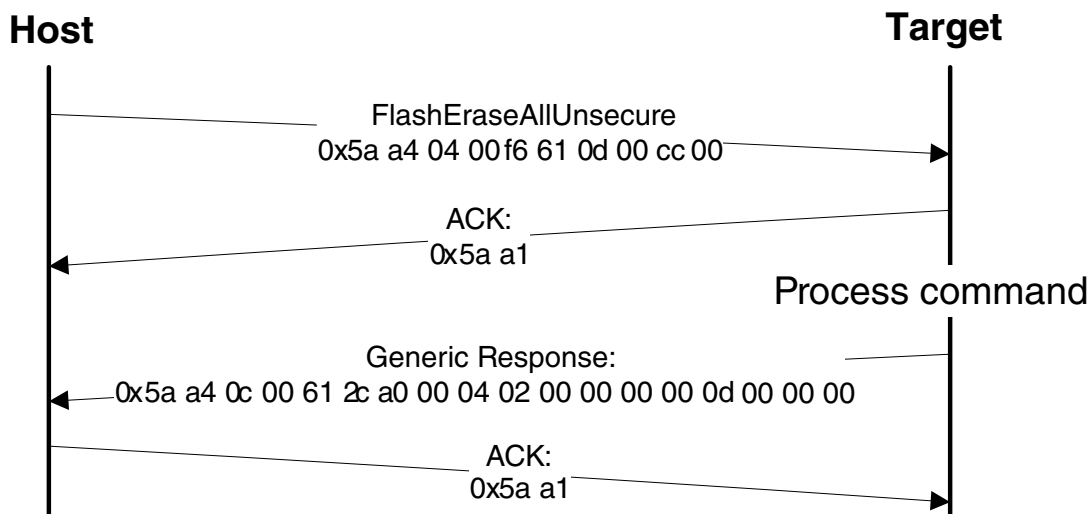 Host
Target
FlashEraseAllUnsecure
0x5a a4 04 00 f6 61 0d 00 cc 00
ACK:
0x5a a1
Process command
Generic Response:
0x5a a4 0c 00 61 2c a0 00 04 02 00 00 00 00 0d 00 00 00
ACK:
0x5a a1